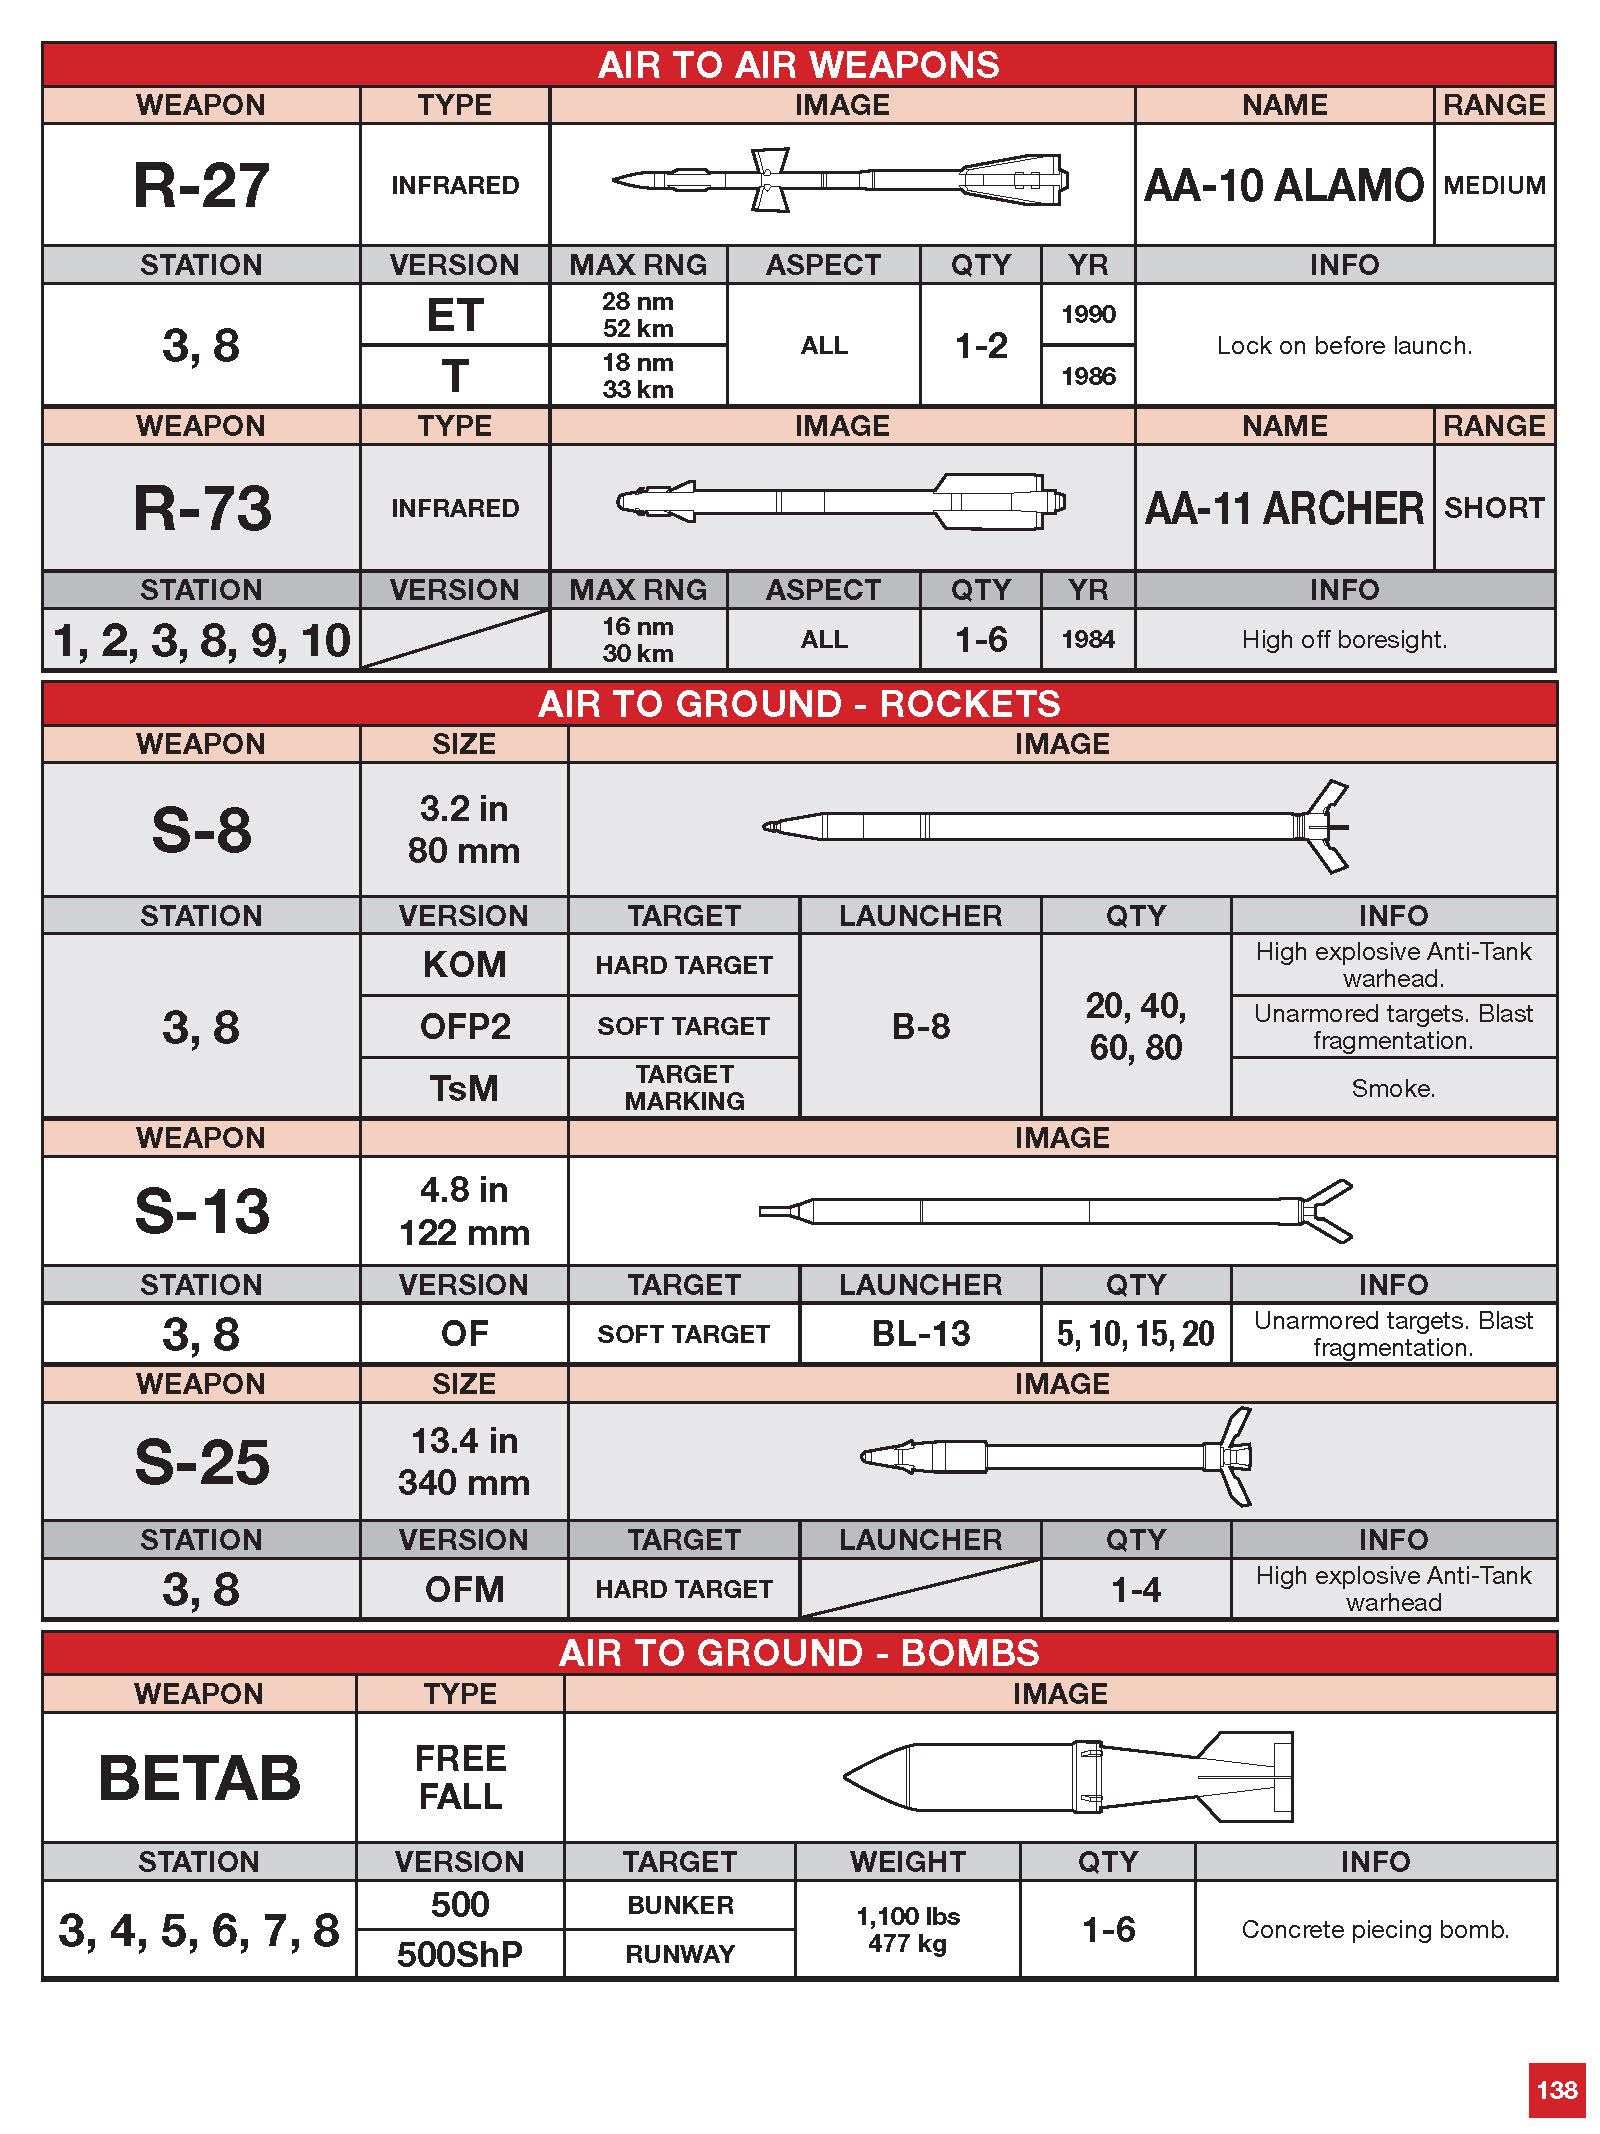 AIR TO AIR WEAPONS
WEAPON TYPE IMAGE NAME RANGE
R-27 INFRARED AA-10 ALAMO MEDIUM
STATION VERSION MAX RNG ASPECT QTY YR INFO
3, 8 ET 28 nm 52 km ALL 1-2 1990 Lock on before launch.
T 18 nm 33 km 1986
WEAPON TYPE IMAGE NAME RANGE
R-73 INFRARED AA-11 ARCHER SHORT
STATION VERSION MAX RNG ASPECT QTY YR INFO
1, 2, 3, 8, 9, 10 16 nm 30 km ALL 1-6 1984 High off boresight.
AIR TO GROUND - ROCKETS
WEAPON SIZE IMAGE
S-8 3.2 in 80 mm
STATION VERSION TARGET LAUNCHER QTY INFO
3, 8 KOM HARD TARGET B-8 20, 40, 60, 80 High explosive Anti-Tank warhead.
OFP2 SOFT TARGET Unarmored targets. Blast fragmentation.
TsM TARGET MARKING Smoke.
WEAPON IMAGE
S-13 4.8 in 122 mm
STATION VERSION TARGET LAUNCHER QTY INFO
3, 8 OF SOFT TARGET BL-13 5, 10, 15, 20 Unarmored targets. Blast fragmentation.
WEAPON SIZE IMAGE
S-25 13.4 in 340 mm
STATION VERSION TARGET LAUNCHER QTY INFO
3, 8 OFM HARD TARGET 1-4 High explosive Anti-Tank warhead
AIR TO GROUND - BOMBS
WEAPON TYPE IMAGE
BETAB FREE FALL
STATION VERSION TARGET WEIGHT QTY INFO
3, 4, 5, 6, 7, 8 500 BUNKER 1,100 lbs 477 kg 1-6 Concrete piecing bomb.
500ShP RUNWAY
138